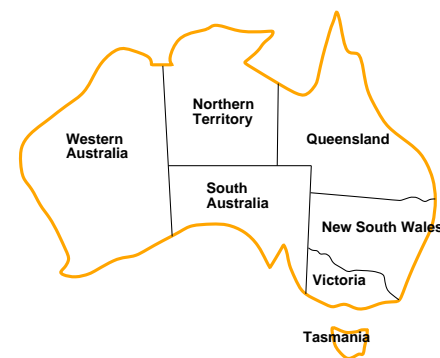 Northern
Territory
Western
Australia
Queensland
South
Australia
New South Wales
Victoria
Tasmania